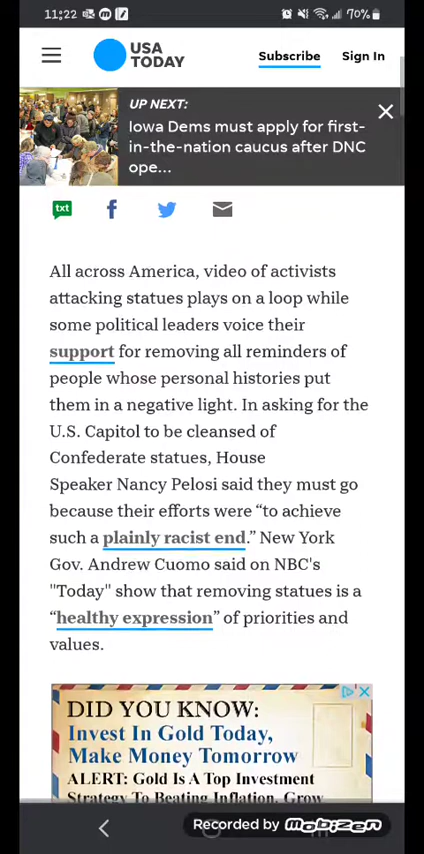 11:22
70%
USA
TODAY
Subscribe
Sign In
UP NEXT:
Iowa Dems must apply for first-
in-the-nation caucus after DNC
ope...
txt
All across America, video of activists
attacking statues plays on a loop while
some political leaders voice their
support for removing all reminders of
people whose personal histories put
them in a negative light. In asking for the
U.S. Capitol to be cleansed of
Confederate statues, House
Speaker Nancy Pelosi said they must go
because their efforts were “to achieve
such a plainly racist end.” New York
Gov. Andrew Cuomo said on NBC's
"Today" show that removing statues is a
“healthy expression” of priorities and
values.
DID YOU KNOW:
Invest In Gold Today,
Make Money Tomorrow
ALERT: Gold Is A Top Investment
Strategy To Beating Inflation. Grow
Recorded by mobizen